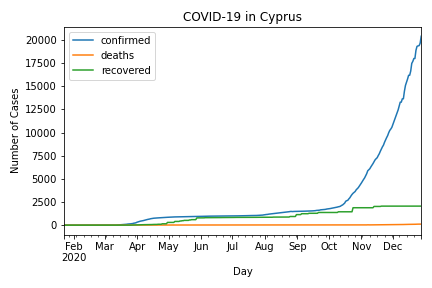 COVID-19 in Cyprus
confirmed
deaths
recovered
Number of Cases
20000
17500
15000
12500
10000
7500
5000
2500
0
Feb Mar Apr May Jun Jul Aug Sep Oct Nov Dec
2020
Day